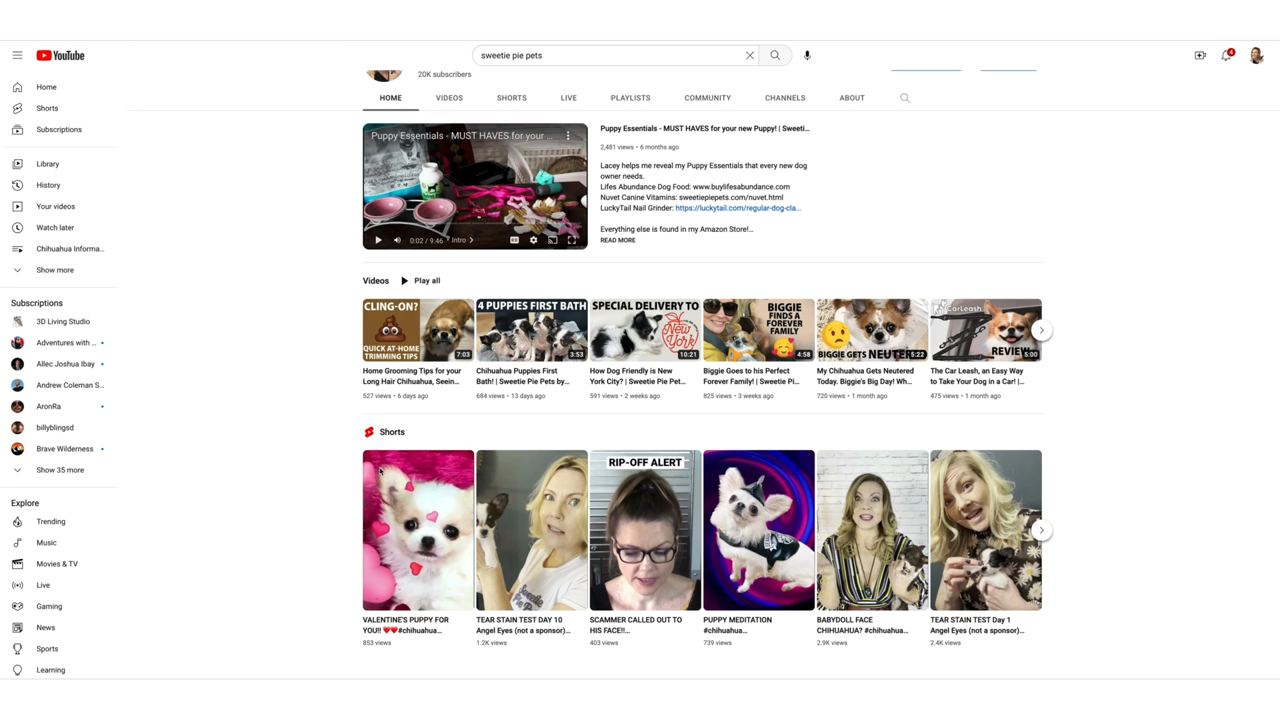 YouTube
sweetie pie pets
4
Home
Shorts
Subscriptions
Library
History
Your videos
Watch later
Chihuahua Informa...
Show more
Subscriptions
3D Living Studio
Adventures with ...
Allec Joshua Ibay
Andrew Coleman S...
AronRa
billyblingsd
Brave Wilderness
Show 35 more
Explore
Trending
Music
Movies & TV
Live
Gaming
News
Sports
Learning
20K subscribers
HOME
VIDEOS
SHORTS
LIVE
PLAYLISTS
COMMUNITY
CHANNELS
ABOUT
Puppy Essentials - MUST HAVES for your ...
0:02 / 9:46 • Intro
Puppy Essentials - MUST HAVES for your new Puppy! | Sweeti...
2,481 views • 6 months ago
Lacey helps me reveal my Puppy Essentials that every new dog
owner needs.
Lifes Abundance Dog Food: www.buylifesabundance.com
Nuvet Canine Vitamins: sweetiepiepets.com/nuvet.html
LuckyTail Nail Grinder: https://luckytail.com/regular-dog-cla...
Everything else is found in my Amazon Store!...
READ MORE
Videos
Play all
CLING-ON?
QUICK AT-HOME
TRIMMING TIPS
7:03
Home Grooming Tips for your
Long Hair Chihuahua, Seein...
527 views • 6 days ago
4 PUPPIES FIRST BATH
3:53
Chihuahua Puppies First
Bath! | Sweetie Pie Pets by...
684 views • 13 days ago
SPECIAL DELIVERY TO
New York!
10:21
How Dog Friendly is New
York City? | Sweetie Pie Pet...
591 views • 2 weeks ago
BIGGIE
FINDS A
FOREVER
FAMILY
4:58
Biggie Goes to his Perfect
Forever Family! | Sweetie Pi...
825 views • 3 weeks ago
BIGGIE GETS NEUTERED
5:22
My Chihuahua Gets Neutered
Today. Biggie's Big Day! Wh...
720 views • 1 month ago
CarLeash
REVIEW
5:00
The Car Leash, an Easy Way
to Take Your Dog in a Car! |...
475 views • 1 month ago
Shorts
VALENTINE'S PUPPY FOR
YOU!! ❤️❤️#chihuahua...
853 views
Sweetie
Pie Pets
TEAR STAIN TEST DAY 10
Angel Eyes (not a sponsor)...
1.2K views
RIP-OFF ALERT
SCAMMER CALLED OUT TO
HIS FACE!!...
403 views
PUPPY MEDITATION
#chihuahua...
739 views
BABYDOLL FACE
CHIHUAHUA? #chihuahua...
2.9K views
TEAR STAIN TEST Day 1
Angel Eyes (not a sponsor)...
2.4K views